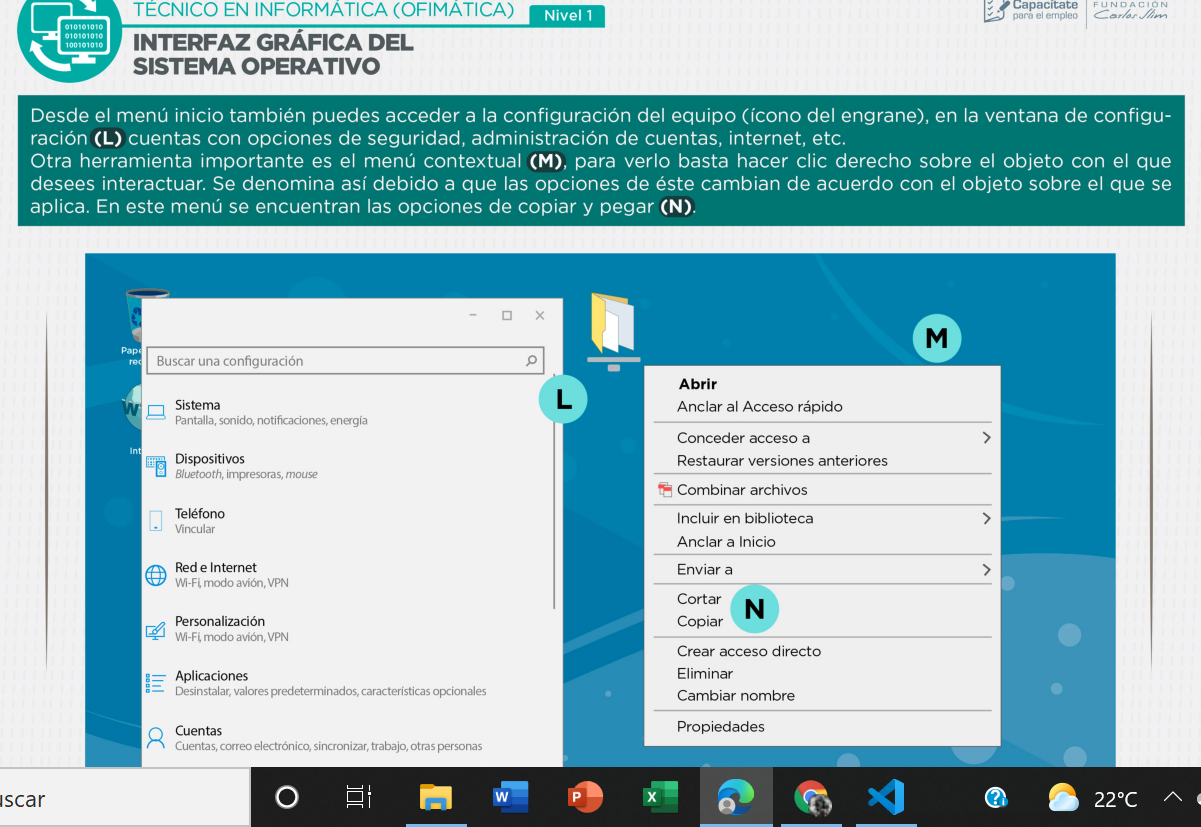 TÉCNICO EN INFORMÁTICA (OFIMÁTICA) Nivel 1
INTERFAZ GRÁFICA DEL
SISTEMA OPERATIVO
Capacítate
para el empleo
FUNDACIÓN
Carlos Slim
010101010
010101010
100101010
Desde el menú inicio también puedes acceder a la configuración del equipo (ícono del engrane), en la ventana de configu-
ración (L) cuentas con opciones de seguridad, administración de cuentas, internet, etc.
Otra herramienta importante es el menú contextual (M), para verlo basta hacer clic derecho sobre el objeto con el que
desees interactuar. Se denomina así debido a que las opciones de éste cambian de acuerdo con el objeto sobre el que se
aplica. En este menú se encuentran las opciones de copiar y pegar (N).
Pape
rec
W
Int
Buscar una configuración
L
Sistema
Pantalla, sonido, notificaciones, energía
Dispositivos
Bluetooth, impresoras, mouse
Teléfono
Vincular
Red e Internet
Wi-Fi, modo avión, VPN
Personalización
Wi-Fi, modo avión, VPN
Aplicaciones
Desinstalar, valores predeterminados, características opcionales
Cuentas
Cuentas, correo electrónico, sincronizar, trabajo, otras personas
M
Abrir
Anclar al Acceso rápido
Conceder acceso a
Restaurar versiones anteriores
Combinar archivos
Incluir en biblioteca
Anclar a Inicio
Enviar a
Cortar
Copiar
N
Crear acceso directo
Eliminar
Cambiar nombre
Propiedades
uscar
W
P
X
?
22°C